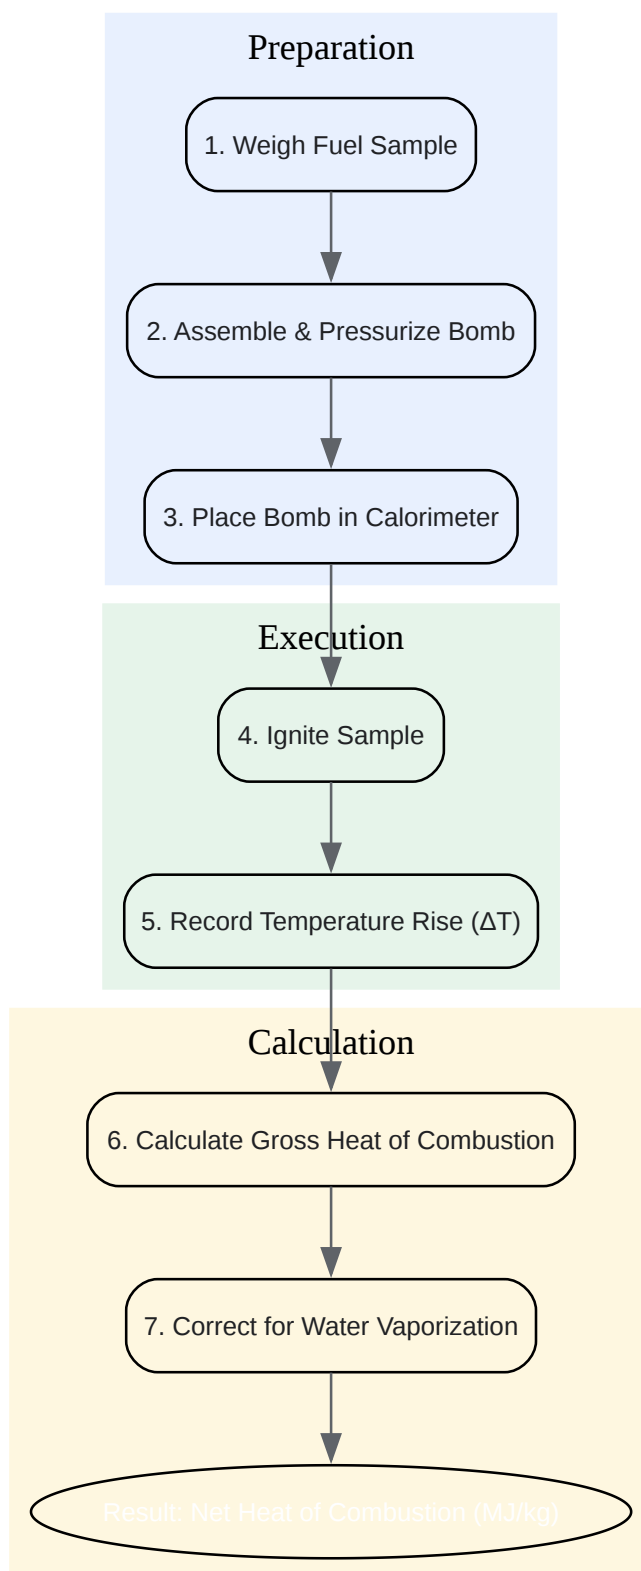 Preparation
1. Weigh Fuel Sample
2. Assemble & Pressurize Bomb
3. Place Bomb in Calorimeter
Execution
4. Ignite Sample
5. Record Temperature Rise (ΔT)
Calculation
6. Calculate Gross Heat of Combustion
7. Correct for Water Vaporization
Result: Net Heat of Combustion (MJ/kg)